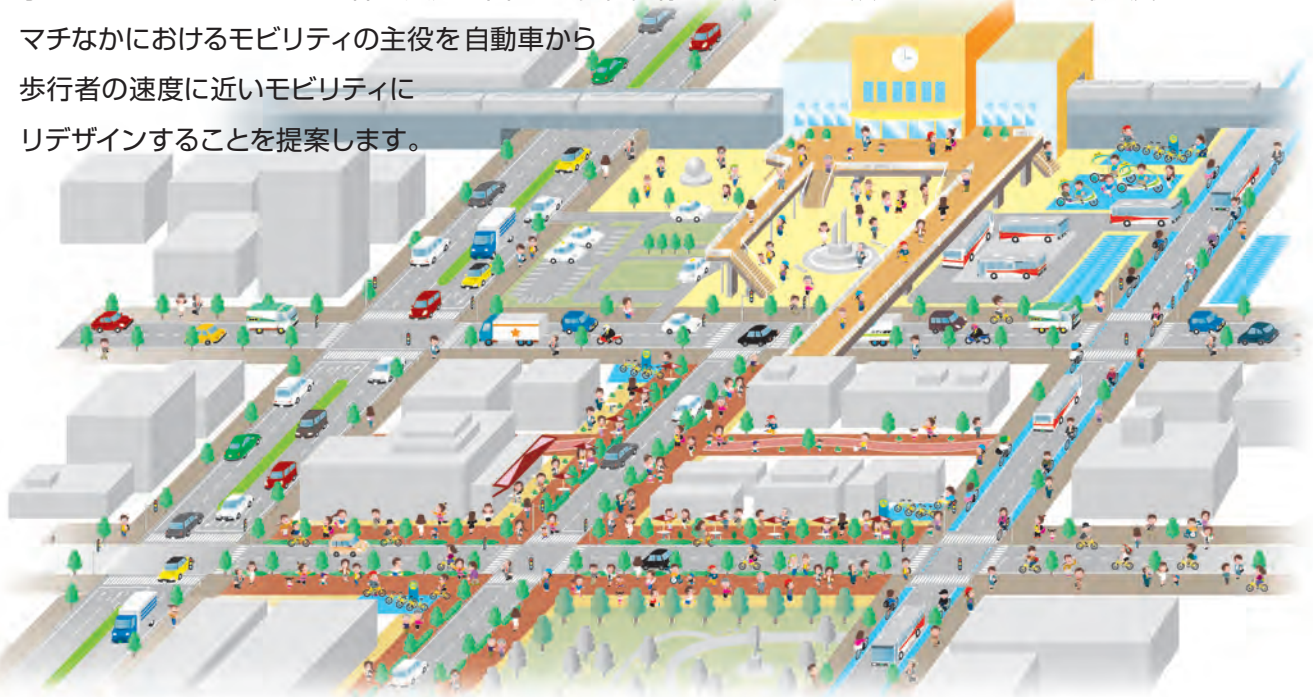 マチなかにおけるモビリティの主役を自動車から
歩行者の速度に近いモビリティに
リデザインすることを提案します。